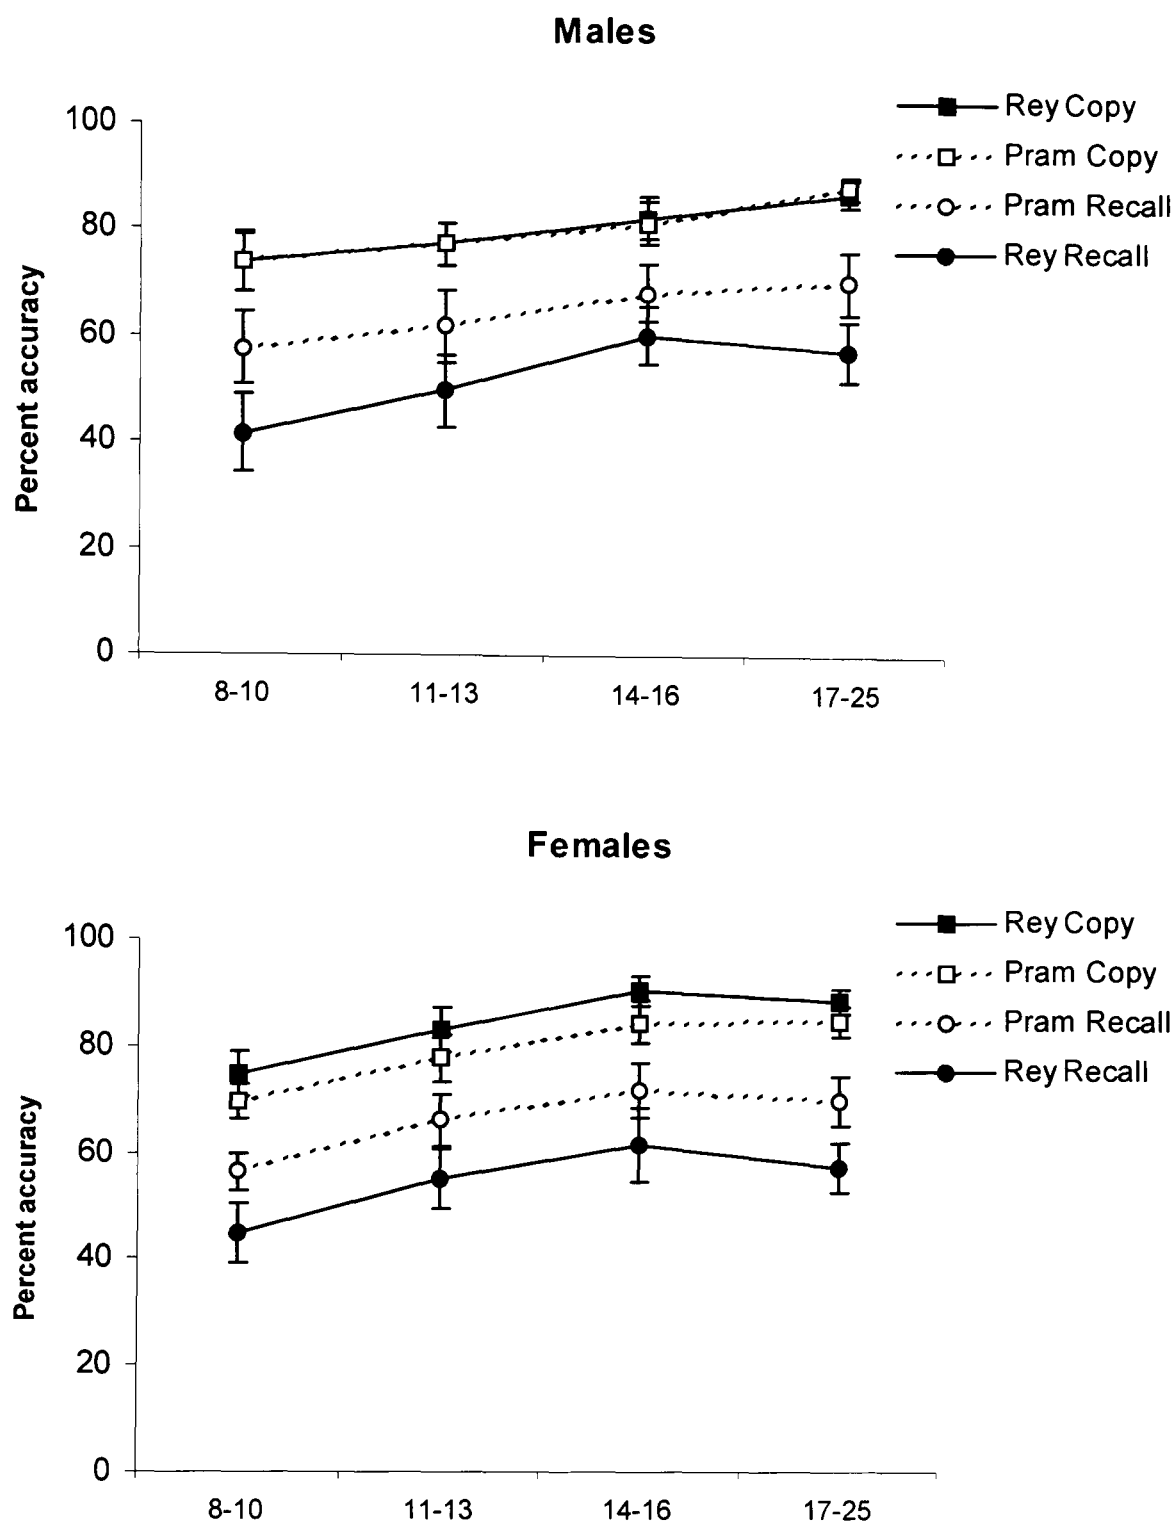 Males
Percent accuracy
100
80
60
40
20
0
8-10
11-13
14-16
17-25
Rey Copy
Pram Copy
Pram Recall
Rey Recall
Females
Percent accuracy
100
80
60
40
20
0
8-10
11-13
14-16
17-25
Rey Copy
Pram Copy
Pram Recall
Rey Recall